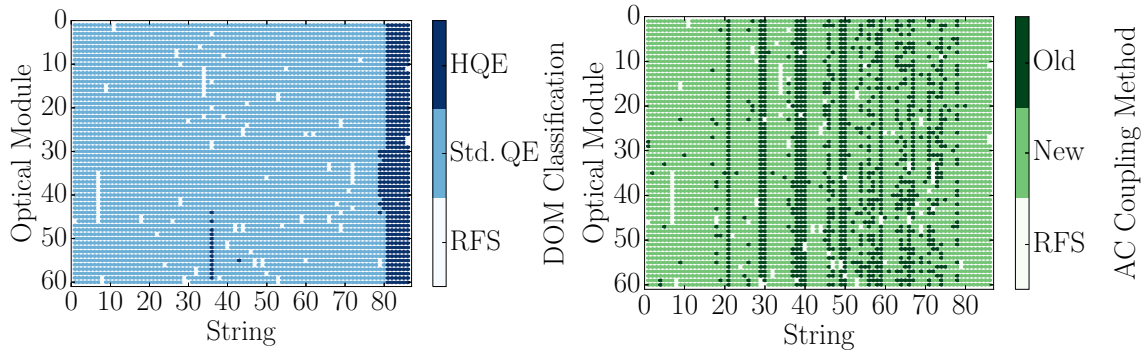 0
10
20
30
40
50
60
Optical Module
0 10 20 30 40 50 60 70 80
String
HQE
Std. QE
RFS
DOM Classification
0
10
20
30
40
50
60
Optical Module
0 10 20 30 40 50 60 70 80
String
Old
New
RFS
AC Coupling Method